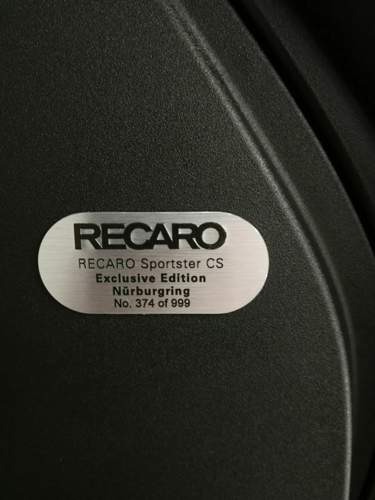 RECARO
RECARO Sportster CS
Exclusive Edition
Nürburgring
No. 374 of 999